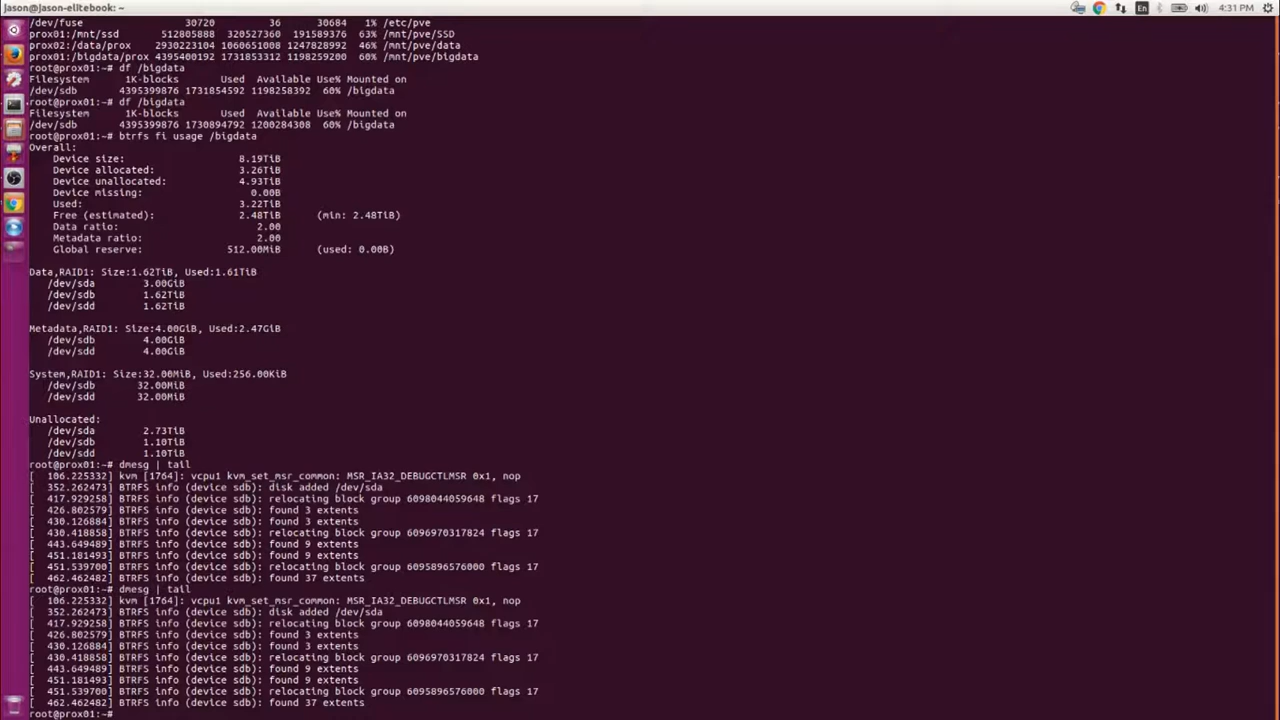 jason@jason-elitebook: ~
En
4:31 PM
/dev/fuse 30720 36 30684 1% /etc/pve
prox01:/mnt/ssd 512805888 320527360 191589376 63% /mnt/pve/SSD
prox02:/data/prox 2930223104 1060651008 1247828992 46% /mnt/pve/data
prox01:/bigdata/prox 4395400192 1731853312 1198259200 60% /mnt/pve/bigdata
root@prox01:~# df /bigdata
Filesystem 1K-blocks Used Available Use% Mounted on
/dev/sdb 4395399876 1731854592 1198258392 60% /bigdata
root@prox01:~# df /bigdata
Filesystem 1K-blocks Used Available Use% Mounted on
/dev/sdb 4395399876 1730894792 1200284308 60% /bigdata
root@prox01:~# btrfs fi usage /bigdata
Overall:
Device size: 8.19TiB
Device allocated: 3.26TiB
Device unallocated: 4.93TiB
Device missing: 0.00B
Used: 3.22TiB
Free (estimated): 2.48TiB (min: 2.48TiB)
Data ratio: 2.00
Metadata ratio: 2.00
Global reserve: 512.00MiB (used: 0.00B)
Data,RAID1: Size:1.62TiB, Used:1.61TiB
/dev/sda 3.00GiB
/dev/sdb 1.62TiB
/dev/sdd 1.62TiB
Metadata,RAID1: Size:4.00GiB, Used:2.47GiB
/dev/sdb 4.00GiB
/dev/sdd 4.00GiB
System,RAID1: Size:32.00MiB, Used:256.00KiB
/dev/sdb 32.00MiB
/dev/sdd 32.00MiB
Unallocated:
/dev/sda 2.73TiB
/dev/sdb 1.10TiB
/dev/sdd 1.10TiB
root@prox01:~# dmesg | tail
[ 106.225332] kvm [1764]: vcpu1 kvm_set_msr_common: MSR_IA32_DEBUGCTLMSR 0x1, nop
[ 352.262473] BTRFS info (device sdb): disk added /dev/sda
[ 417.929258] BTRFS info (device sdb): relocating block group 6098044059648 flags 17
[ 426.802579] BTRFS info (device sdb): found 3 extents
[ 430.126884] BTRFS info (device sdb): found 3 extents
[ 430.418858] BTRFS info (device sdb): relocating block group 6096970317824 flags 17
[ 443.649489] BTRFS info (device sdb): found 9 extents
[ 451.181493] BTRFS info (device sdb): found 9 extents
[ 451.539700] BTRFS info (device sdb): relocating block group 6095896576000 flags 17
[ 462.462482] BTRFS info (device sdb): found 37 extents
root@prox01:~# dmesg | tail
[ 106.225332] kvm [1764]: vcpu1 kvm_set_msr_common: MSR_IA32_DEBUGCTLMSR 0x1, nop
[ 352.262473] BTRFS info (device sdb): disk added /dev/sda
[ 417.929258] BTRFS info (device sdb): relocating block group 6098044059648 flags 17
[ 426.802579] BTRFS info (device sdb): found 3 extents
[ 430.126884] BTRFS info (device sdb): found 3 extents
[ 430.418858] BTRFS info (device sdb): relocating block group 6096970317824 flags 17
[ 443.649489] BTRFS info (device sdb): found 9 extents
[ 451.181493] BTRFS info (device sdb): found 9 extents
[ 451.539700] BTRFS info (device sdb): relocating block group 6095896576000 flags 17
[ 462.462482] BTRFS info (device sdb): found 37 extents
root@prox01:~#